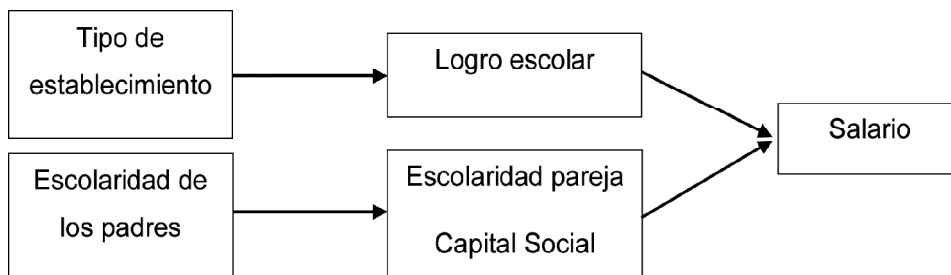 Tipo de
establecimiento
Logro escolar
Salario
Escolaridad de
los padres
Escolaridad pareja
Capital Social